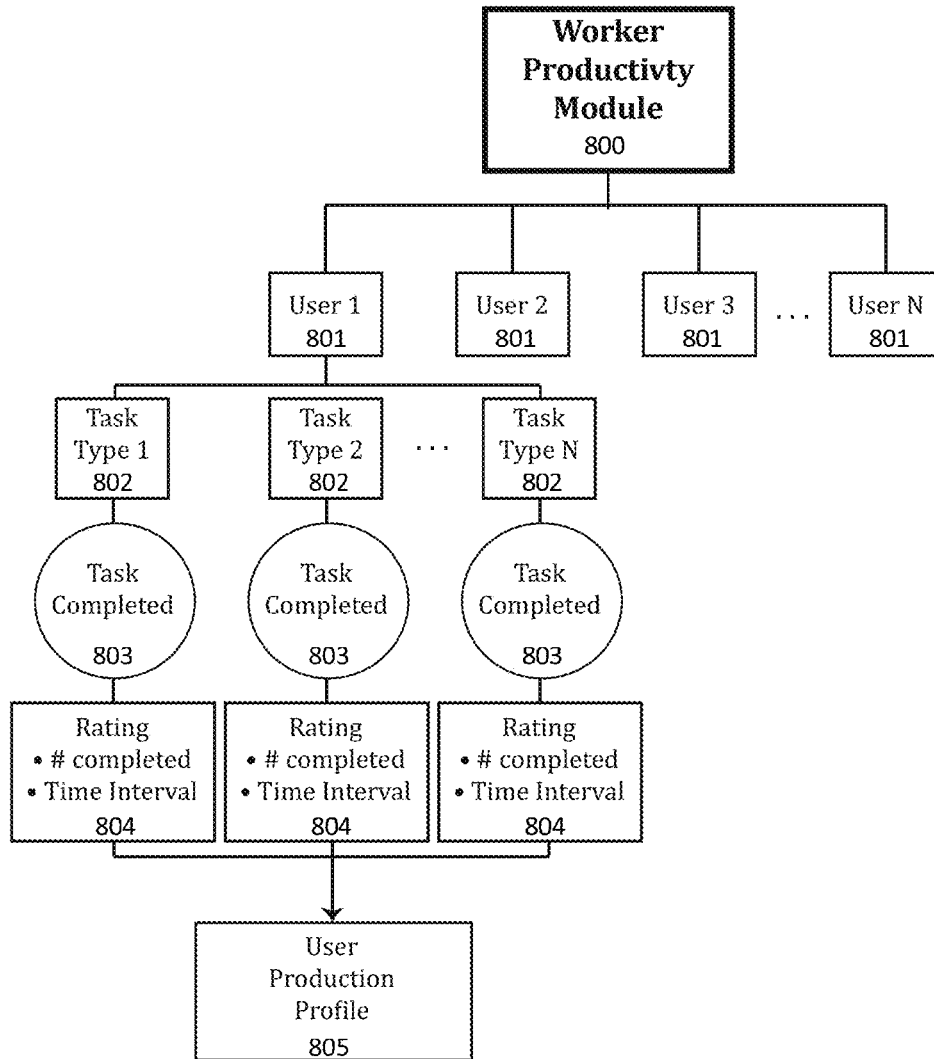 Worker
Productivty
Module
800
User 1
801
User 2
801
User 3
801
...
User N
801
Task
Type 1
802
Task
Type 2
802
...
Task
Type N
802
Task
Completed
803
Task
Completed
803
Task
Completed
803
Rating
• # completed
• Time Interval
804
Rating
• # completed
• Time Interval
804
Rating
• # completed
• Time Interval
804
User
Production
Profile
805